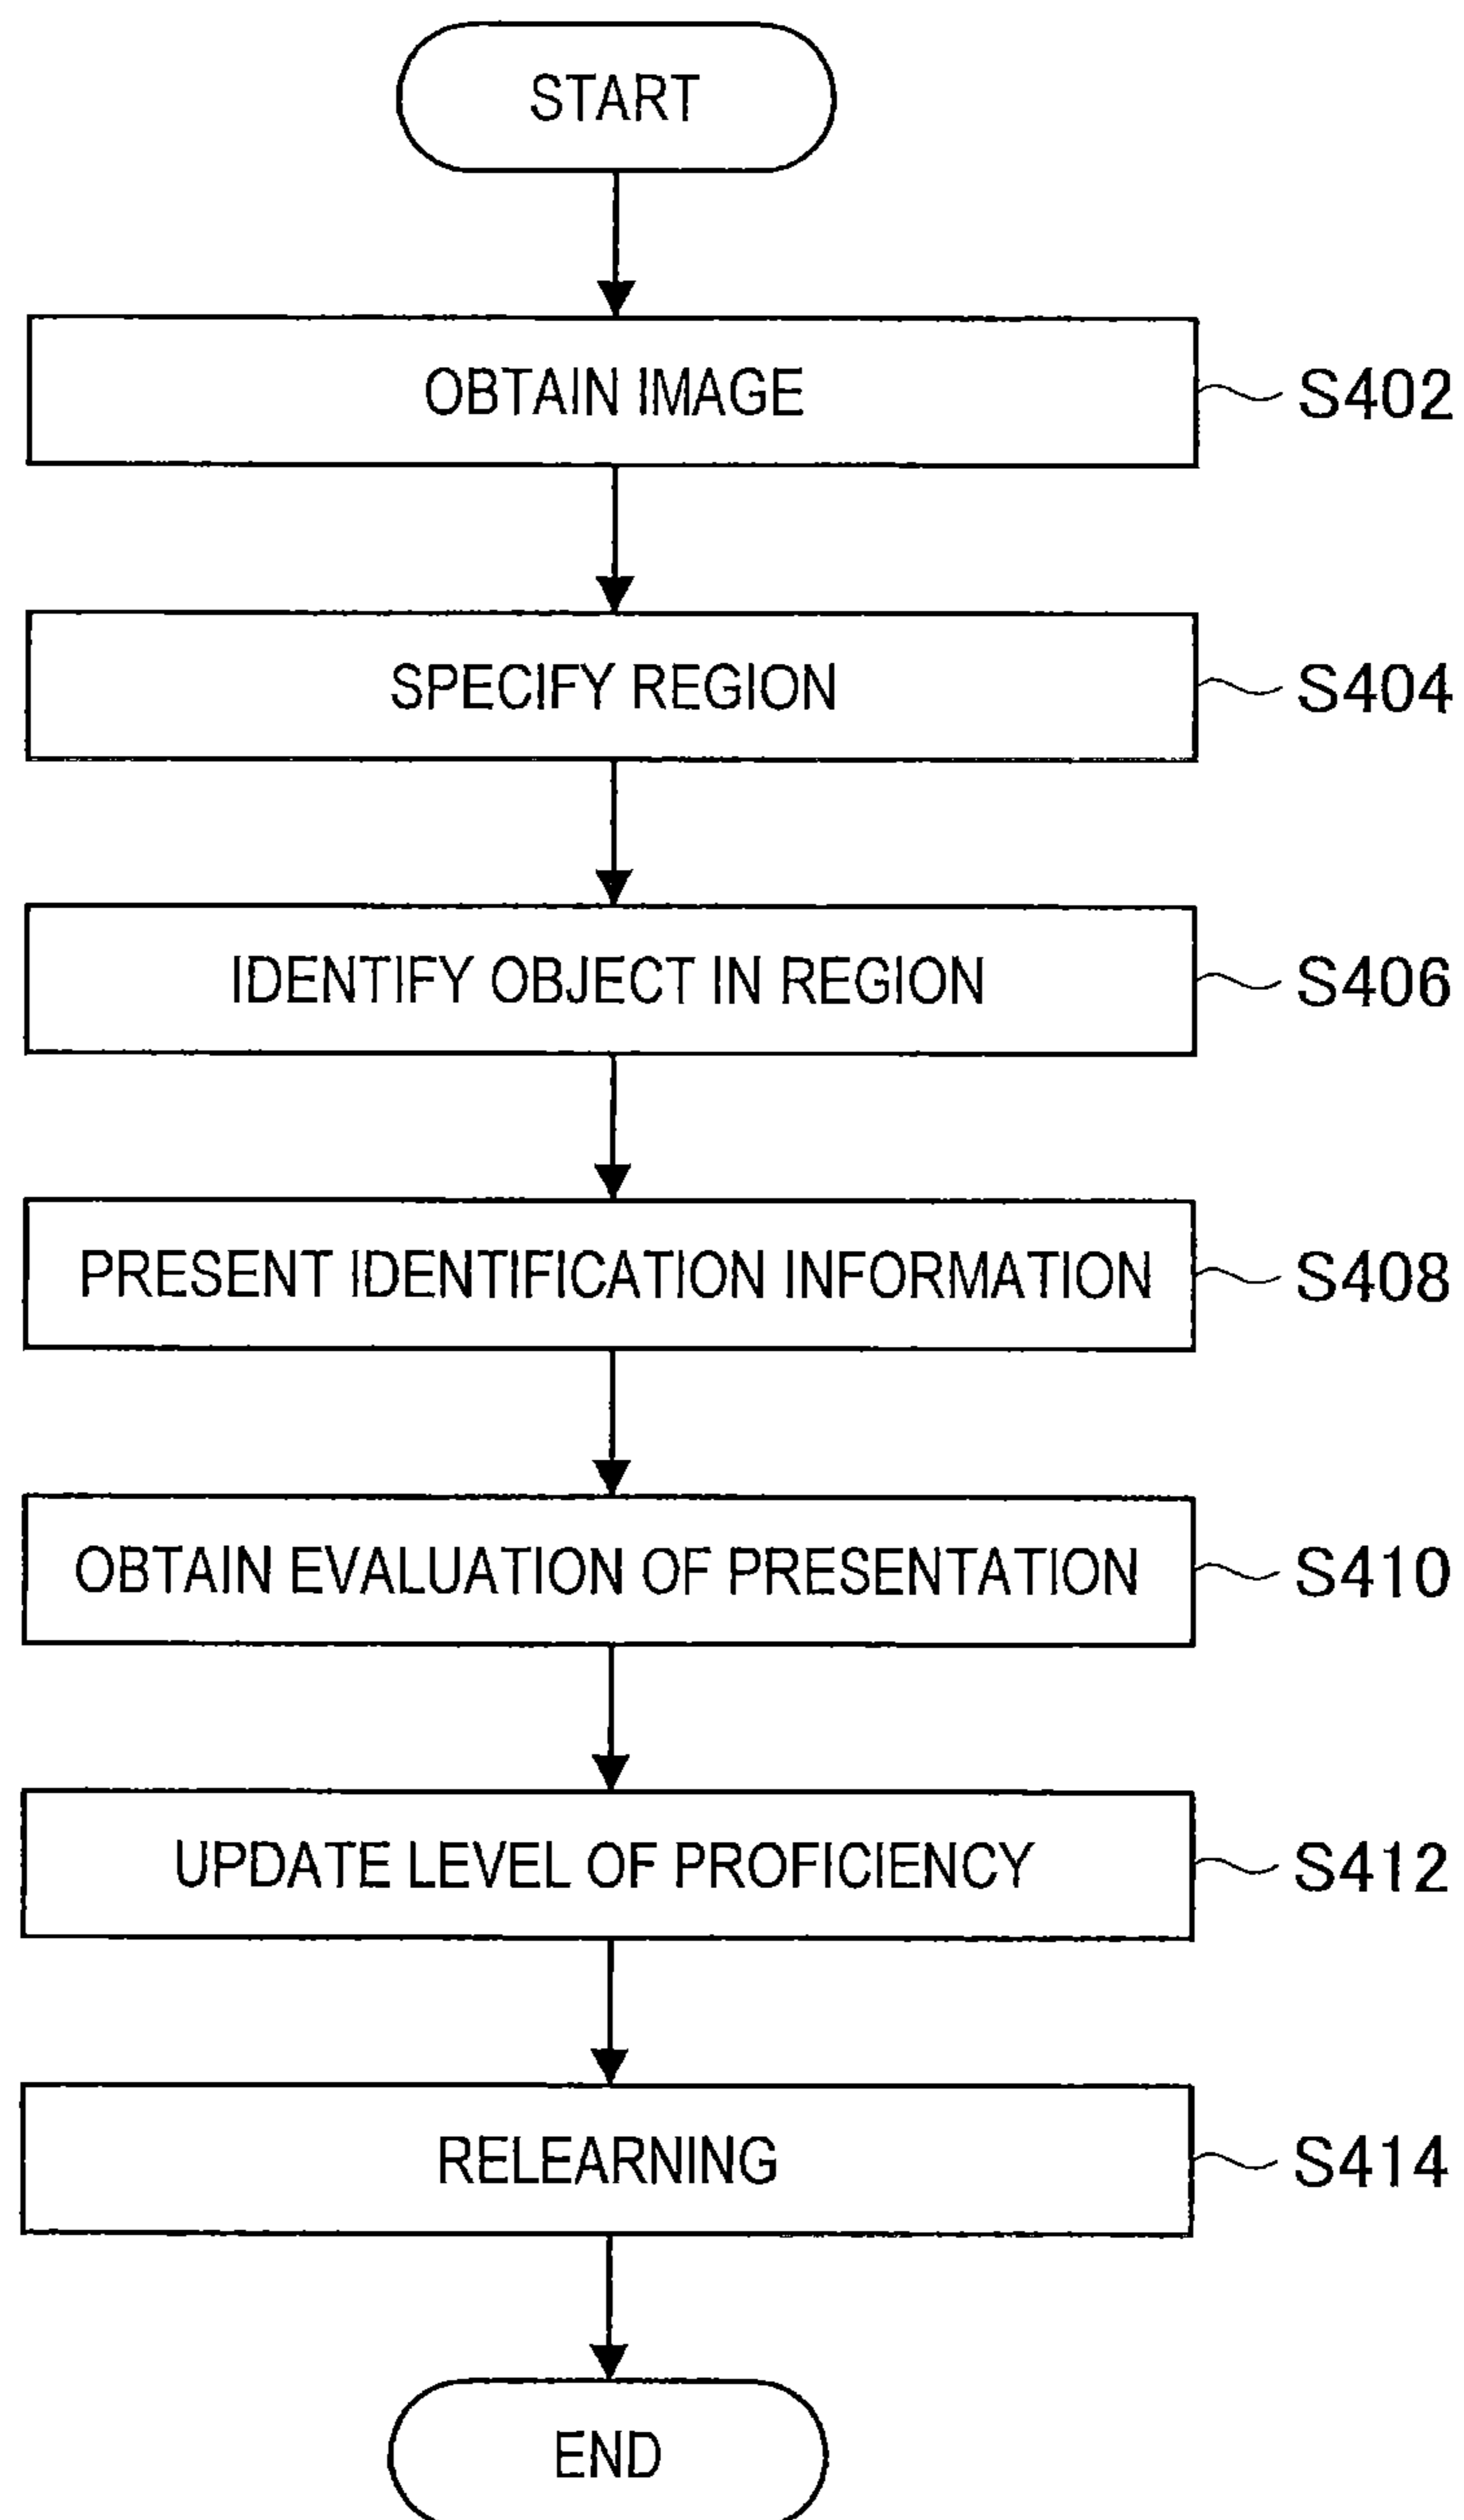 START
OBTAIN IMAGE S402
SPECIFY REGION S404
IDENTIFY OBJECT IN REGION S406
PRESENT IDENTIFICATION INFORMATION S408
OBTAIN EVALUATION OF PRESENTATION S410
UPDATE LEVEL OF PROFICIENCY S412
RELEARNING S414
END